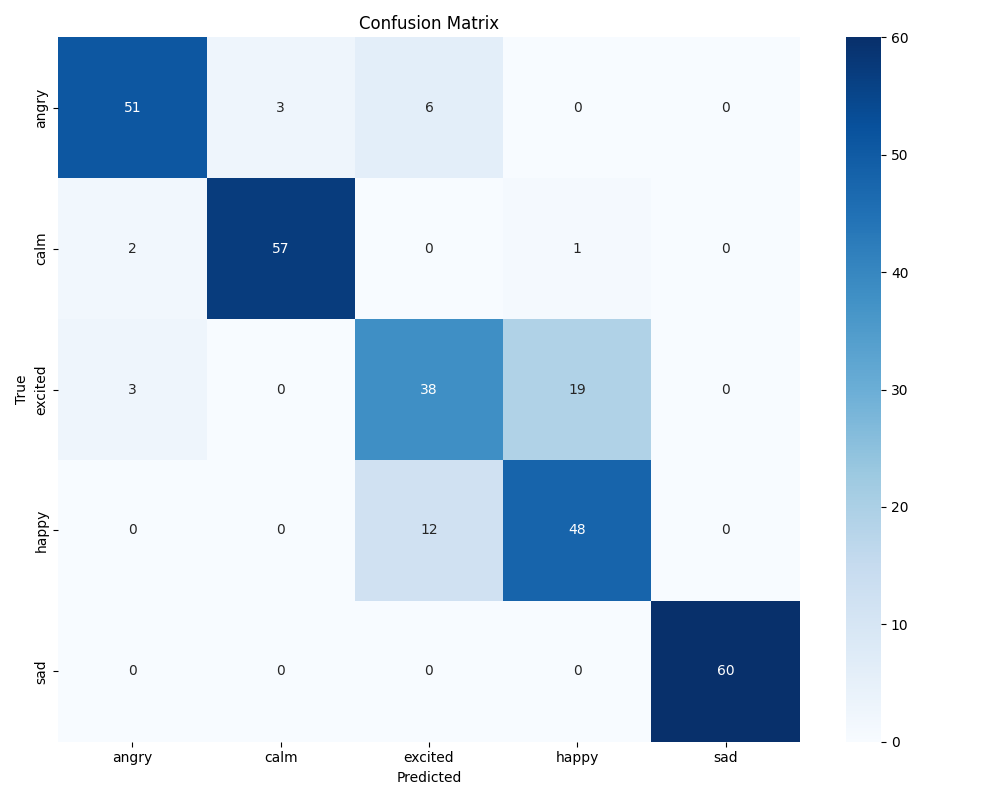 Confusion Matrix
angry 51 3 6 0 0
calm 2 57 0 1 0
excited 3 0 38 19 0
happy 0 0 12 48 0
sad 0 0 0 0 60
True
angry calm excited happy sad
Predicted
60
50
40
30
20
10
0